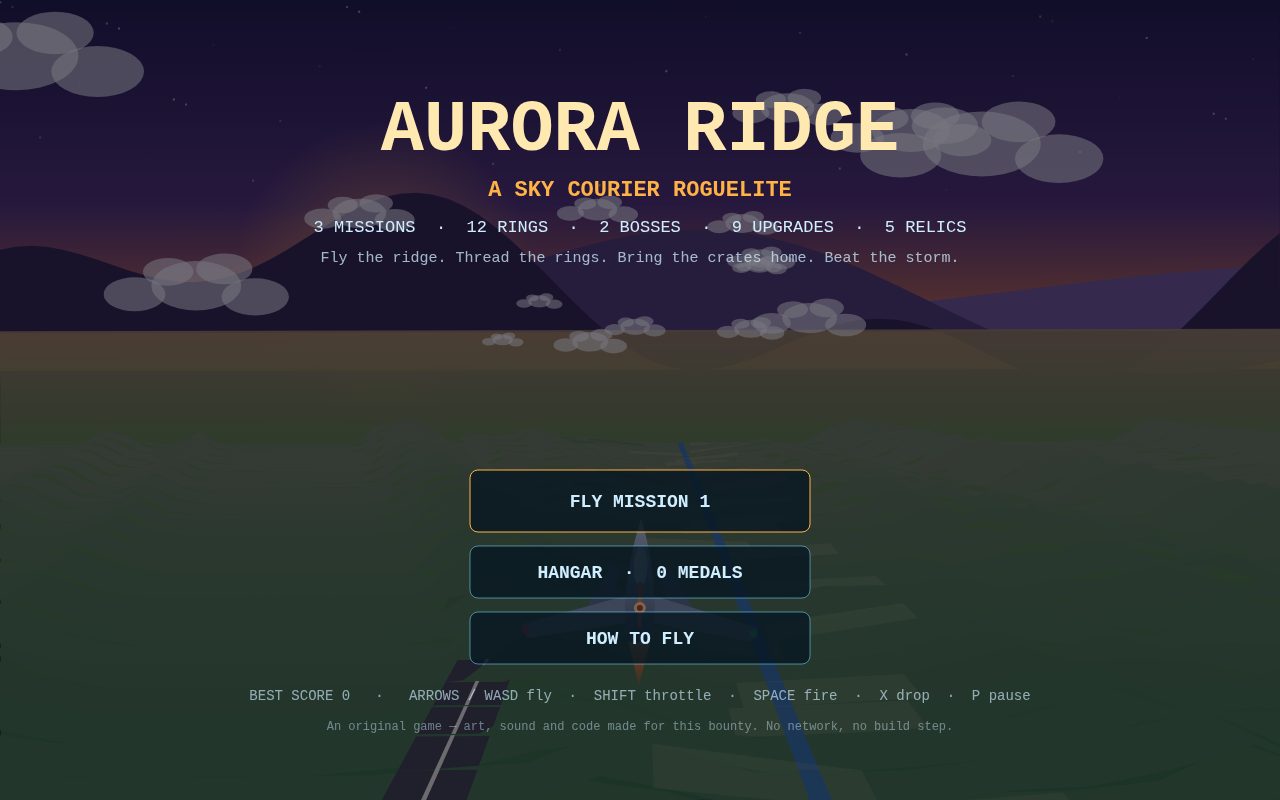 AURORA RIDGE
A SKY COURIER ROGUELITE
3 MISSIONS · 12 RINGS · 2 BOSSES · 9 UPGRADES · 5 RELICS
Fly the ridge. Thread the rings. Bring the crates home. Beat the storm.
FLY MISSION 1
HANGAR · 0 MEDALS
HOW TO FLY
BEST SCORE 0 · ARROWS / WASD fly · SHIFT throttle · SPACE fire · X drop · P pause
An original game — art, sound and code made for this bounty. No network, no build step.